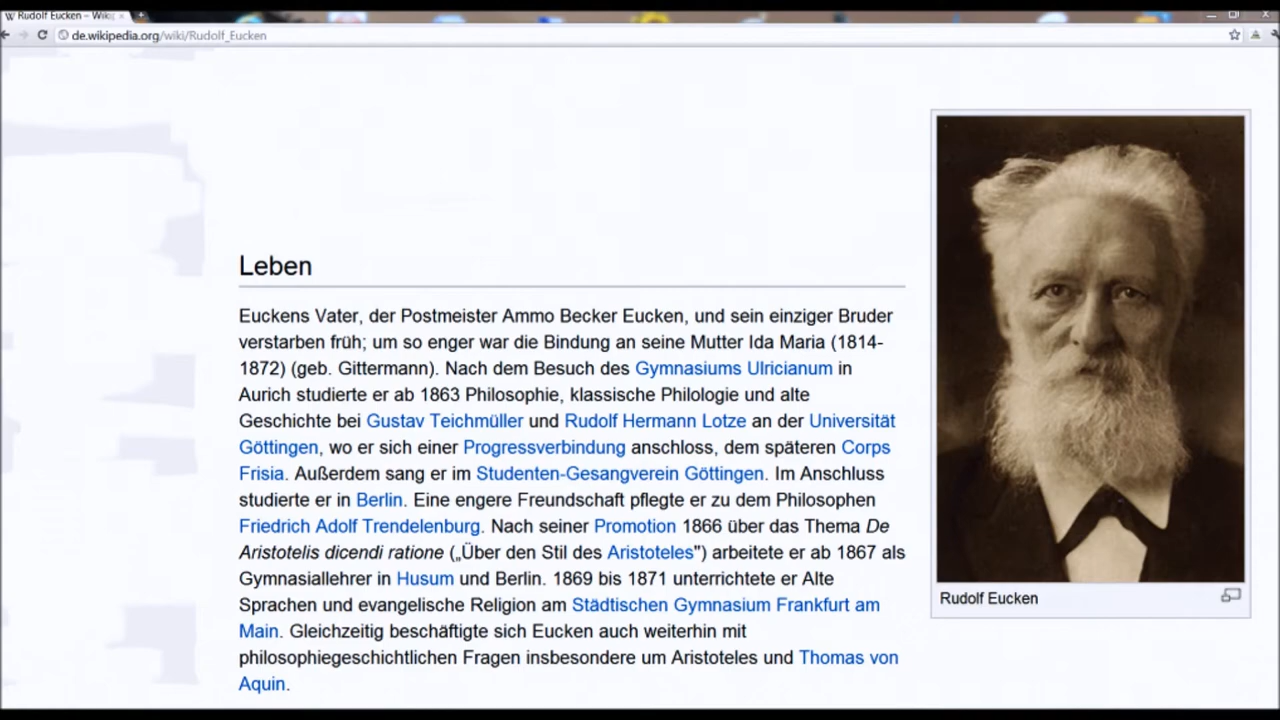 Rudolf Eucken – Wiki
de.wikipedia.org/wiki/Rudolf_Eucken
Leben
Euckens Vater, der Postmeister Ammo Becker Eucken, und sein einziger Bruder
verstarben früh; um so enger war die Bindung an seine Mutter Ida Maria (1814-
1872) (geb. Gittermann). Nach dem Besuch des Gymnasiums Ulricianum in
Aurich studierte er ab 1863 Philosophie, klassische Philologie und alte
Geschichte bei Gustav Teichmüller und Rudolf Hermann Lotze an der Universität
Göttingen, wo er sich einer Progressverbindung anschloss, dem späteren Corps
Frisia. Außerdem sang er im Studenten-Gesangverein Göttingen. Im Anschluss
studierte er in Berlin. Eine engere Freundschaft pflegte er zu dem Philosophen
Friedrich Adolf Trendelenburg. Nach seiner Promotion 1866 über das Thema De
Aristotelis dicendi ratione („Über den Stil des Aristoteles") arbeitete er ab 1867 als
Gymnasiallehrer in Husum und Berlin. 1869 bis 1871 unterrichtete er Alte
Sprachen und evangelische Religion am Städtischen Gymnasium Frankfurt am
Main. Gleichzeitig beschäftigte sich Eucken auch weiterhin mit
philosophiegeschichtlichen Fragen insbesondere um Aristoteles und Thomas von
Aquin.
Rudolf Eucken